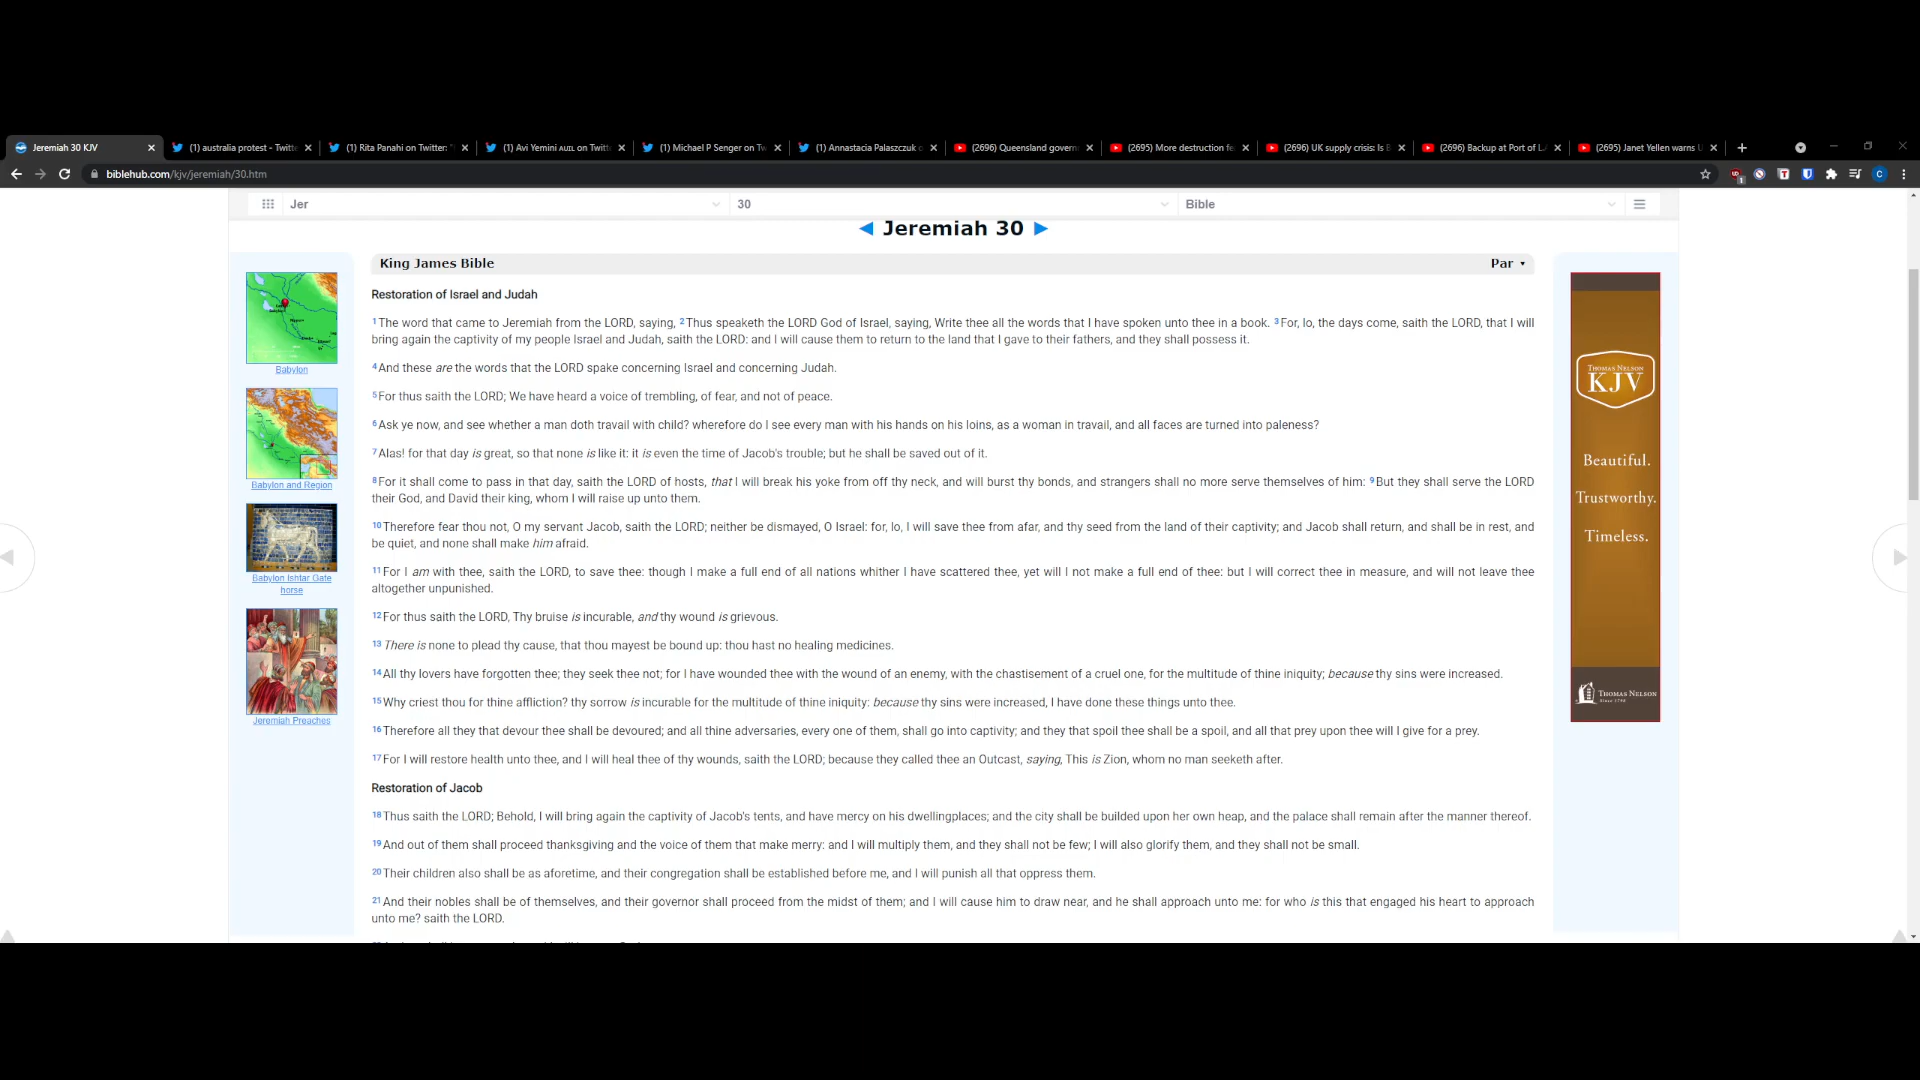 Jeremiah 30 KJV
(1) australia protest - Twitte
(1) Rita Panahi on Twitter: "
(1) Avi Yemini ᴀᴜɪʟ on Twitt
(1) Michael P Senger on Tw
(1) Annastacia Palaszczuk
(2696) Queensland govern
(2695) More destruction fe
(2696) UK supply crisis: Is B
(2696) Backup at Port of L.A
(2695) Janet Yellen warns U
biblehub.com/kjv/jeremiah/30.htm
Jer
30
Bible
Jeremiah 30
King James Bible
Par
Restoration of Israel and Judah
1 The word that came to Jeremiah from the LORD, saying, 2 Thus speaketh the LORD God of Israel, saying, Write thee all the words that I have spoken unto thee in a book. 3 For, lo, the days come, saith the LORD, that I will
bring again the captivity of my people Israel and Judah, saith the LORD: and I will cause them to return to the land that I gave to their fathers, and they shall possess it.
4 And these are the words that the LORD spake concerning Israel and concerning Judah.
5 For thus saith the LORD; We have heard a voice of trembling, of fear, and not of peace.
6 Ask ye now, and see whether a man doth travail with child? wherefore do I see every man with his hands on his loins, as a woman in travail, and all faces are turned into paleness?
7 Alas! for that day is great, so that none is like it: it is even the time of Jacob's trouble; but he shall be saved out of it.
8 For it shall come to pass in that day, saith the LORD of hosts, that I will break his yoke from off thy neck, and will burst thy bonds, and strangers shall no more serve themselves of him: 9 But they shall serve the LORD
their God, and David their king, whom I will raise up unto them.
10 Therefore fear thou not, O my servant Jacob, saith the LORD; neither be dismayed, O Israel: for, lo, I will save thee from afar, and thy seed from the land of their captivity; and Jacob shall return, and shall be in rest, and
be quiet, and none shall make him afraid.
11 For I am with thee, saith the LORD, to save thee: though I make a full end of all nations whither I have scattered thee, yet will I not make a full end of thee: but I will correct thee in measure, and will not leave thee
altogether unpunished.
12 For thus saith the LORD, Thy bruise is incurable, and thy wound is grievous.
13 There is none to plead thy cause, that thou mayest be bound up: thou hast no healing medicines.
14 All thy lovers have forgotten thee; they seek thee not; for I have wounded thee with the wound of an enemy, with the chastisement of a cruel one, for the multitude of thine iniquity; because thy sins were increased.
15 Why criest thou for thine affliction? thy sorrow is incurable for the multitude of thine iniquity: because thy sins were increased, I have done these things unto thee.
16 Therefore all they that devour thee shall be devoured; and all thine adversaries, every one of them, shall go into captivity; and they that spoil thee shall be a spoil, and all that prey upon thee will I give for a prey.
17 For I will restore health unto thee, and I will heal thee of thy wounds, saith the LORD; because they called thee an Outcast, saying, This is Zion, whom no man seeketh after.
Restoration of Jacob
18 Thus saith the LORD; Behold, I will bring again the captivity of Jacob's tents, and have mercy on his dwellingplaces; and the city shall be builded upon her own heap, and the palace shall remain after the manner thereof.
19 And out of them shall proceed thanksgiving and the voice of them that make merry: and I will multiply them, and they shall not be few; I will also glorify them, and they shall not be small.
20 Their children also shall be as aforetime, and their congregation shall be established before me, and I will punish all that oppress them.
21 And their nobles shall be of themselves, and their governor shall proceed from the midst of them; and I will cause him to draw near, and he shall approach unto me: for who is this that engaged his heart to approach
unto me? saith the LORD.
Babylon
Babylon and Region
Babylon Ishtar Gate
horse
Jeremiah Preaches
THOMAS NELSON
KJV
Beautiful.
Trustworthy.
Timeless.
THOMAS NELSON
Since 1798